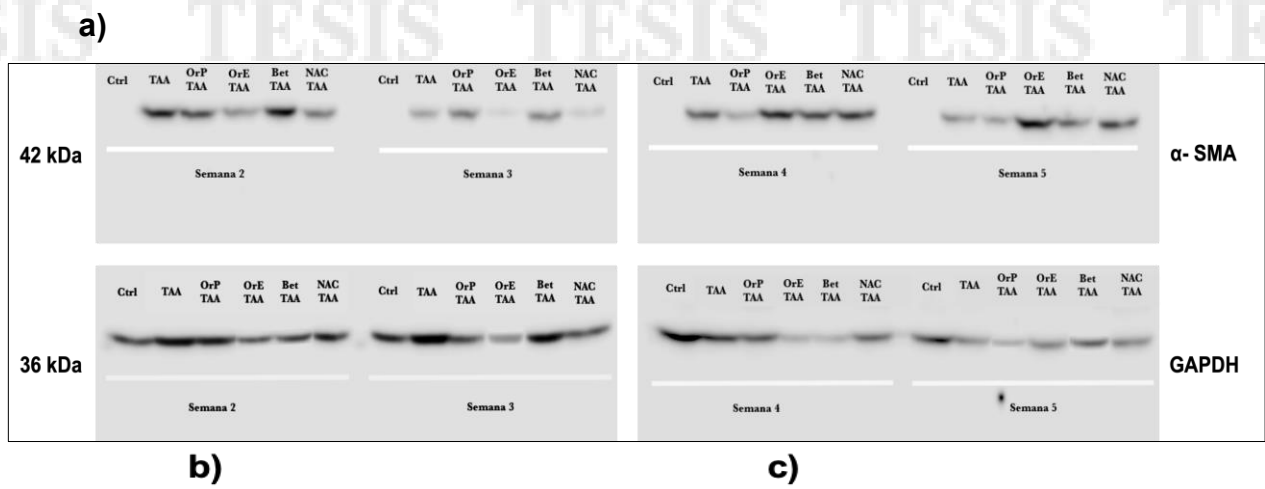 TESIS TESIS TESIS TESIS TE
a)
Ctrl TAA OrP TAA OrE TAA Bet TAA NAC TAA
Ctrl TAA OrP TAA OrE TAA Bet TAA NAC TAA
Ctrl TAA OrP TAA OrE TAA Bet TAA NAC TAA
Ctrl TAA OrP TAA OrE TAA Bet TAA NAC TAA
42 kDa
α- SMA
Semana 2
Semana 3
Semana 4
Semana 5
Ctrl TAA OrP TAA OrE TAA Bet TAA NAC TAA
Ctrl TAA OrP TAA OrE TAA Bet TAA NAC TAA
Ctrl TAA OrP TAA OrE TAA Bet TAA NAC TAA
Ctrl TAA OrP TAA OrE TAA Bet TAA NAC TAA
36 kDa
GAPDH
Semana 2
Semana 3
Semana 4
Semana 5
b)
c)